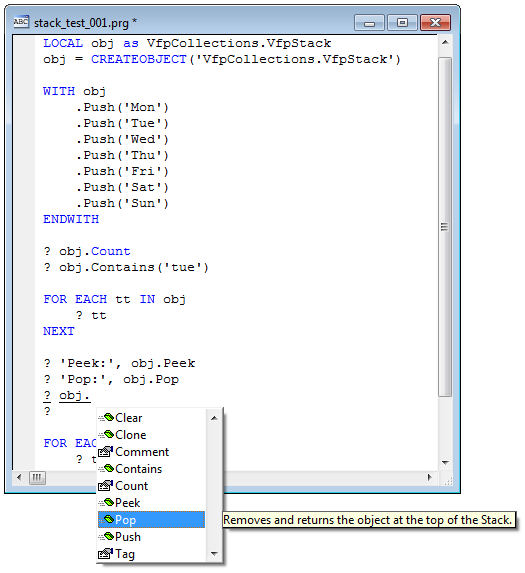 stack_test_001.prg *
LOCAL obj as VfpCollections.VfpStack
obj = CREATEOBJECT('VfpCollections.VfpStack')
WITH obj
.Push('Mon')
.Push('Tue')
.Push('Wed')
.Push('Thu')
.Push('Fri')
.Push('Sat')
.Push('Sun')
ENDWITH
? obj.Count
? obj.Contains('tue')
FOR EACH tt IN obj
? tt
NEXT
? 'Peek:', obj.Peek
? 'Pop:', obj.Pop
? obj.
?
FOR EAC
? t
Clear
Clone
Comment
Contains
Count
Peek
Pop
Removes and returns the object at the top of the Stack.
Push
Tag